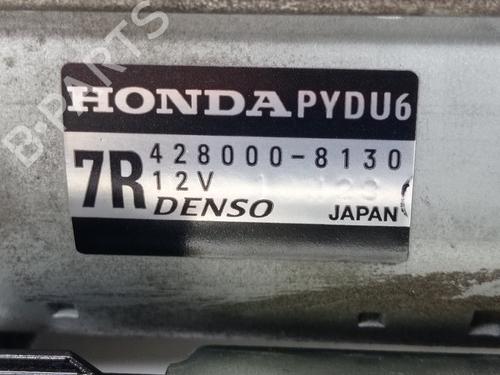 HONDA PYDU6
7R 428000-8130
12V
DENSO JAPAN
B-PARTS